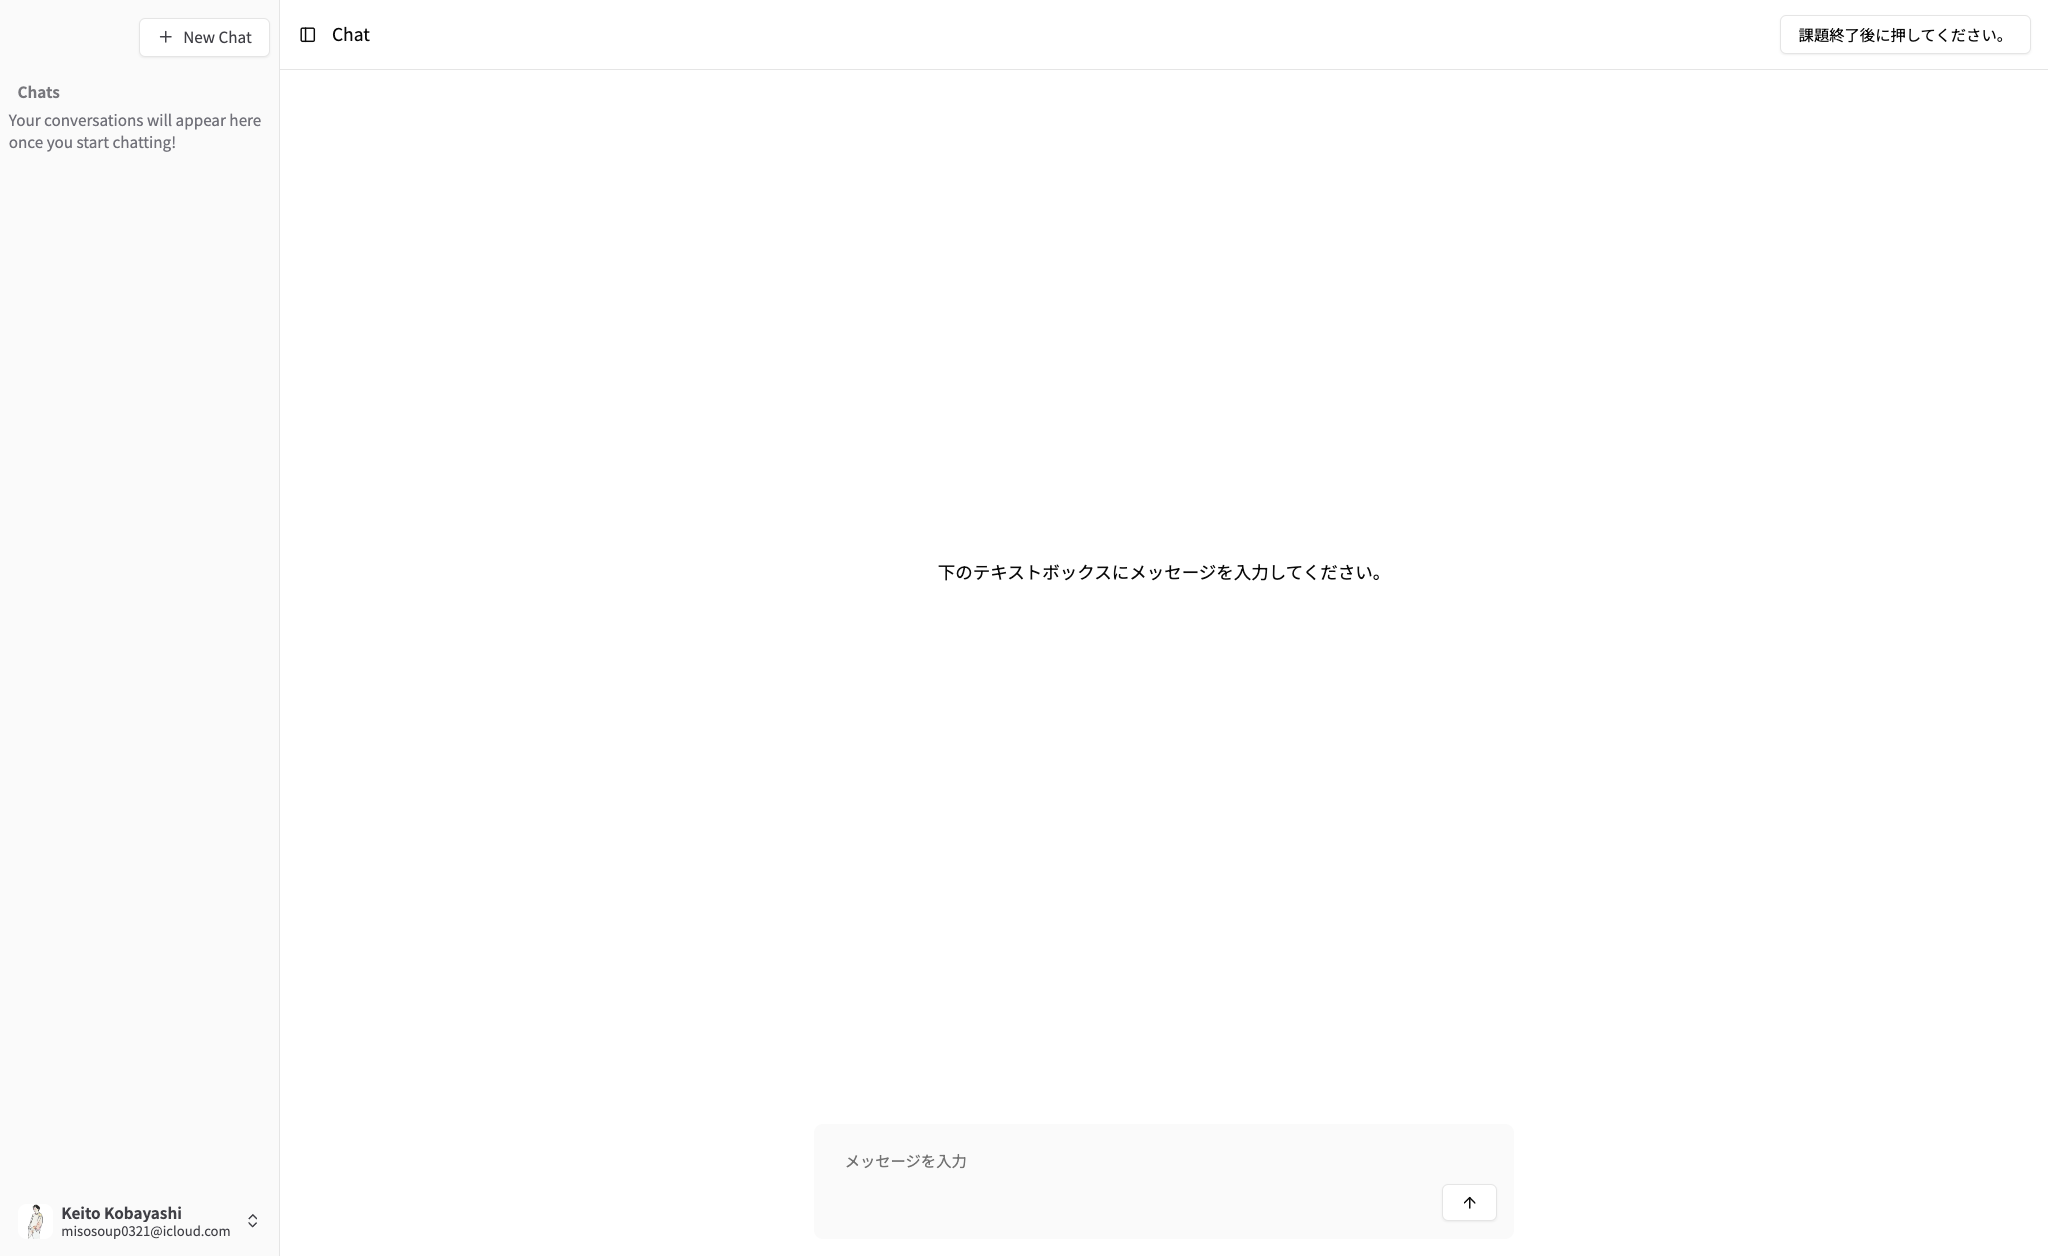 New Chat
Chat
課題終了後に押してください。
Chats
Your conversations will appear here
once you start chatting!
下のテキストボックスにメッセージを入力してください。
メッセージを入力
Keito Kobayashi
misosoup0321@icloud.com